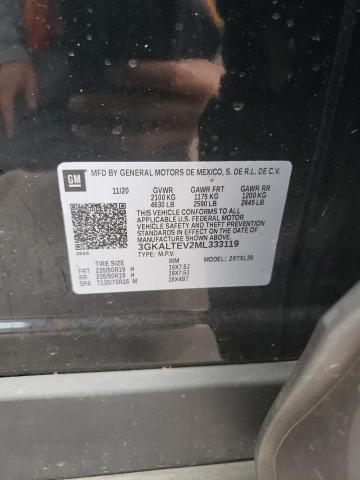 GM
MFD BY GENERAL MOTORS DE MEXICO, S. DE R.L. DE C.V.
11/20 GVWR GAWR FRT GAWR RR
2100 KG 1175 KG 1200 KG
4630 LB 2590 LB 2645 LB
THIS VEHICLE CONFORMS TO ALL APPLICABLE
U.S. FEDERAL MOTOR VEHICLE
SAFETY AND THEFT PREVENTION
STANDARDS IN EFFECT ON THE DATE
OF MANUFACTURE SHOWN ABOVE.
3GKALTEV2ML333119
TYPE: M.P.V. MODEL: 29TXL26
TIRE SIZE RIM
FRT 235/50R19 H 19X7.5J
RR 235/50R19 H 19X7.5J
SPA T135/70R16 M 16X4BT